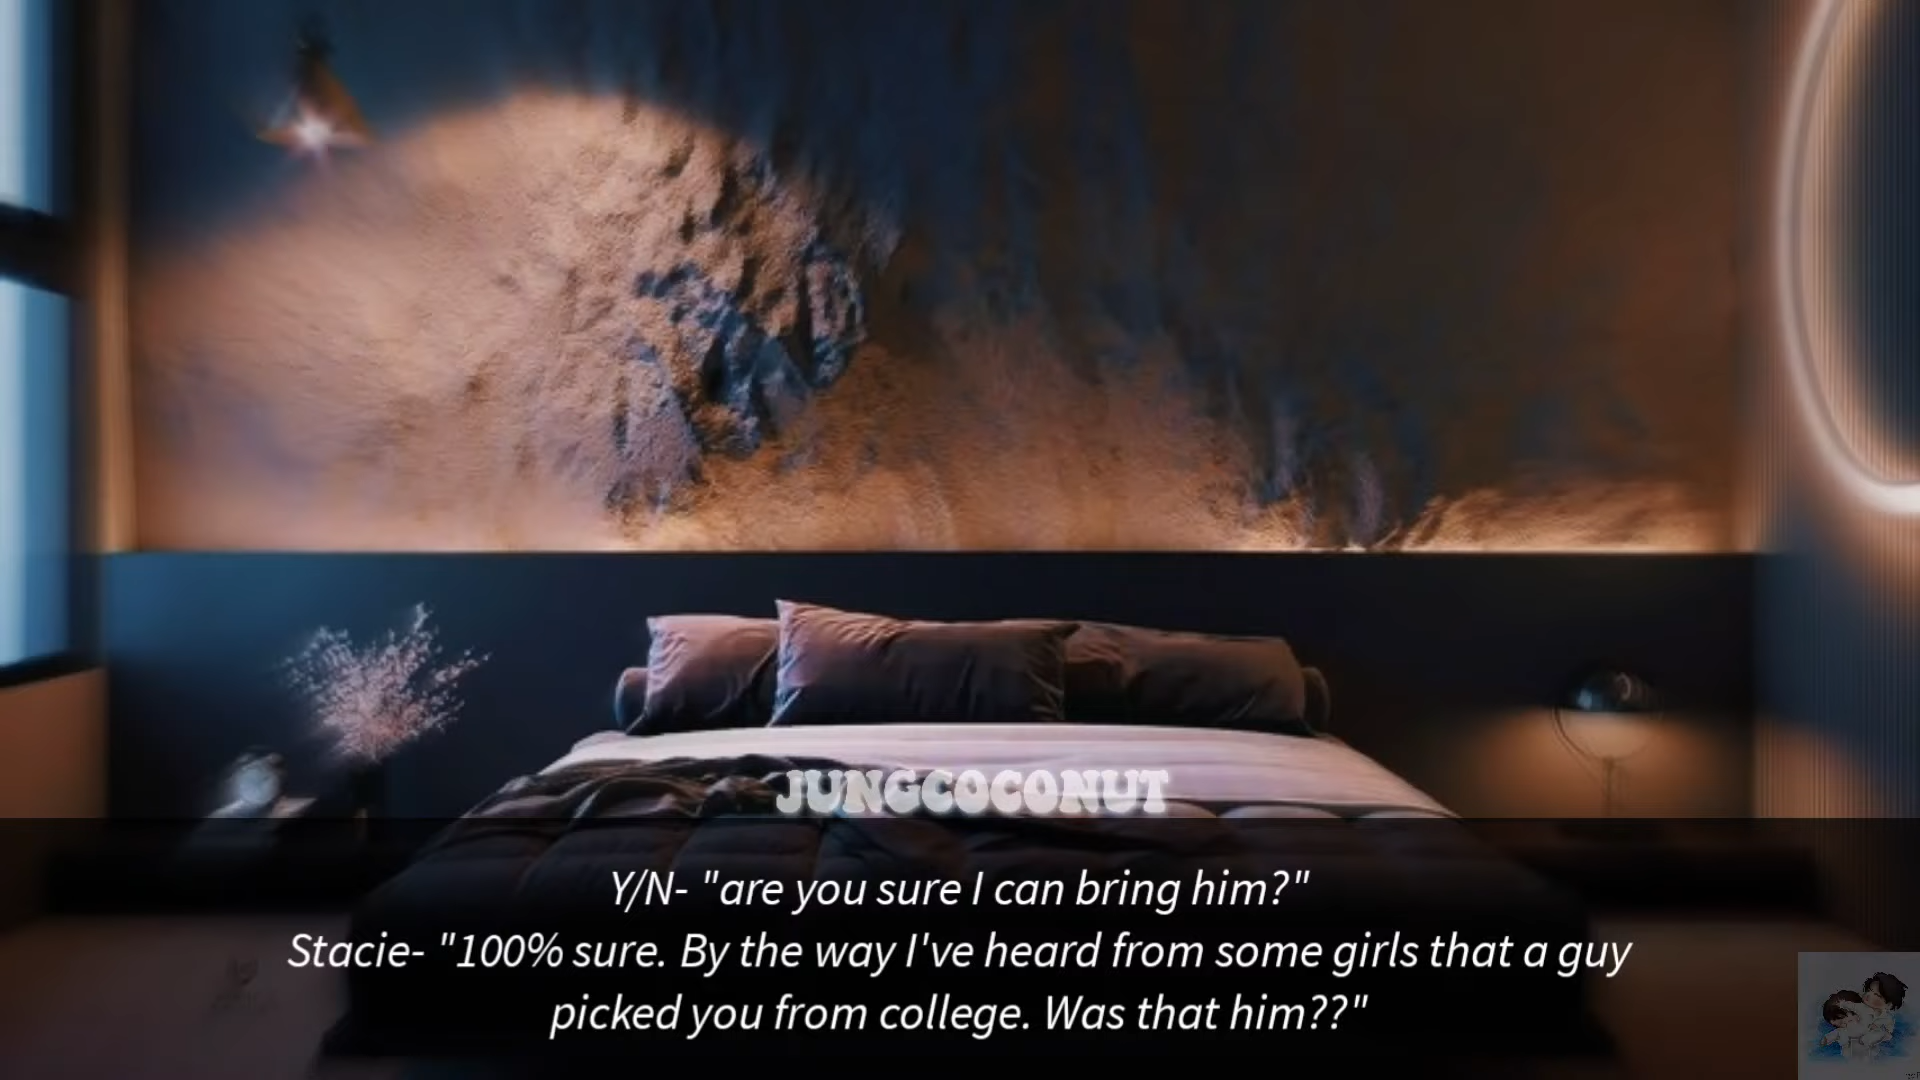 JUNGCOCONUT
Y/N- "are you sure I can bring him?"
Stacie- "100% sure. By the way I've heard from some girls that a guy
picked you from college. Was that him??"